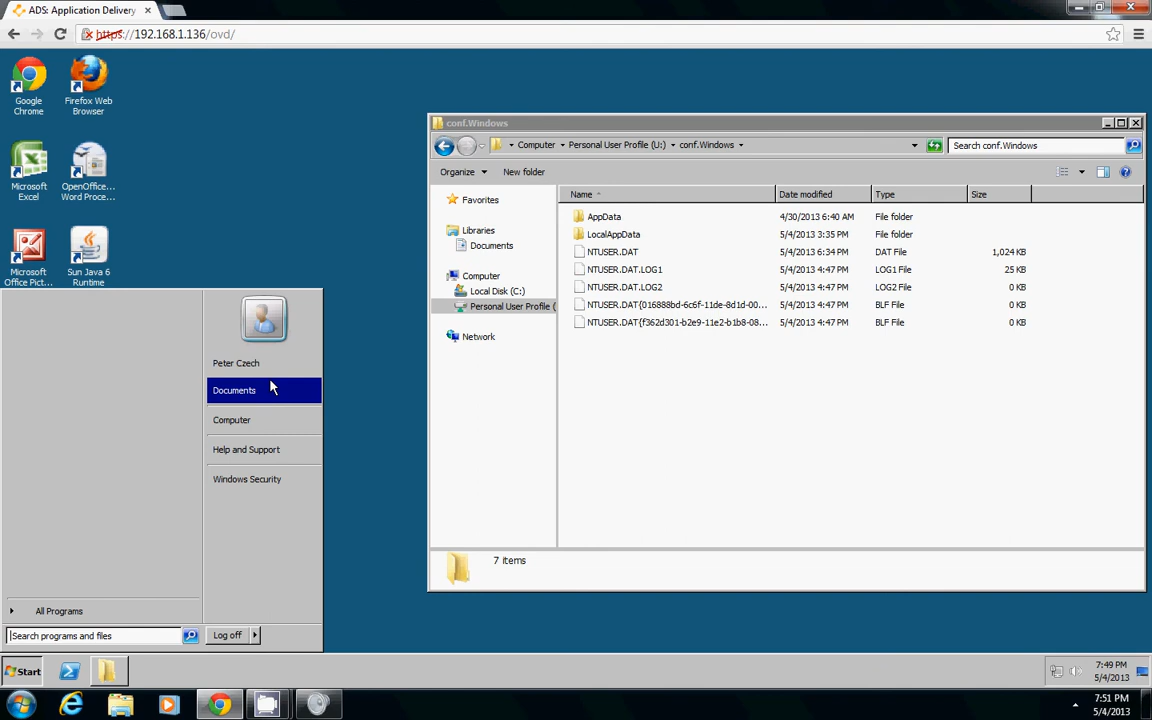 ADS: Application Delivery
https://192.168.1.136/ovd/
Google
Chrome
Firefox Web
Browser
Microsoft
Excel
OpenOffice...
Word Proce...
Microsoft
Office Pict...
Sun Java 6
Runtime
conf.Windows
Computer Personal User Profile (U:) conf.Windows
Search conf.Windows
Organize New folder
Favorites
Libraries
Documents
Computer
Local Disk (C:)
Personal User Profile (
Network
Name Date modified Type Size
AppData 4/30/2013 6:40 AM File folder
LocalAppData 5/4/2013 3:35 PM File folder
NTUSER.DAT 5/4/2013 6:34 PM DAT File 1,024 KB
NTUSER.DAT.LOG1 5/4/2013 4:47 PM LOG1 File 25 KB
NTUSER.DAT.LOG2 5/4/2013 4:47 PM LOG2 File 0 KB
NTUSER.DAT{016888bd-6c6f-11de-8d1d-00... 5/4/2013 4:47 PM BLF File 0 KB
NTUSER.DAT{f362d301-b2e9-11e2-b1b8-08... 5/4/2013 4:47 PM BLF File 0 KB
7 items
Peter Czech
Documents
Computer
Help and Support
Windows Security
All Programs
Search programs and files
Log off
Start
7:49 PM
5/4/2013
7:51 PM
5/4/2013